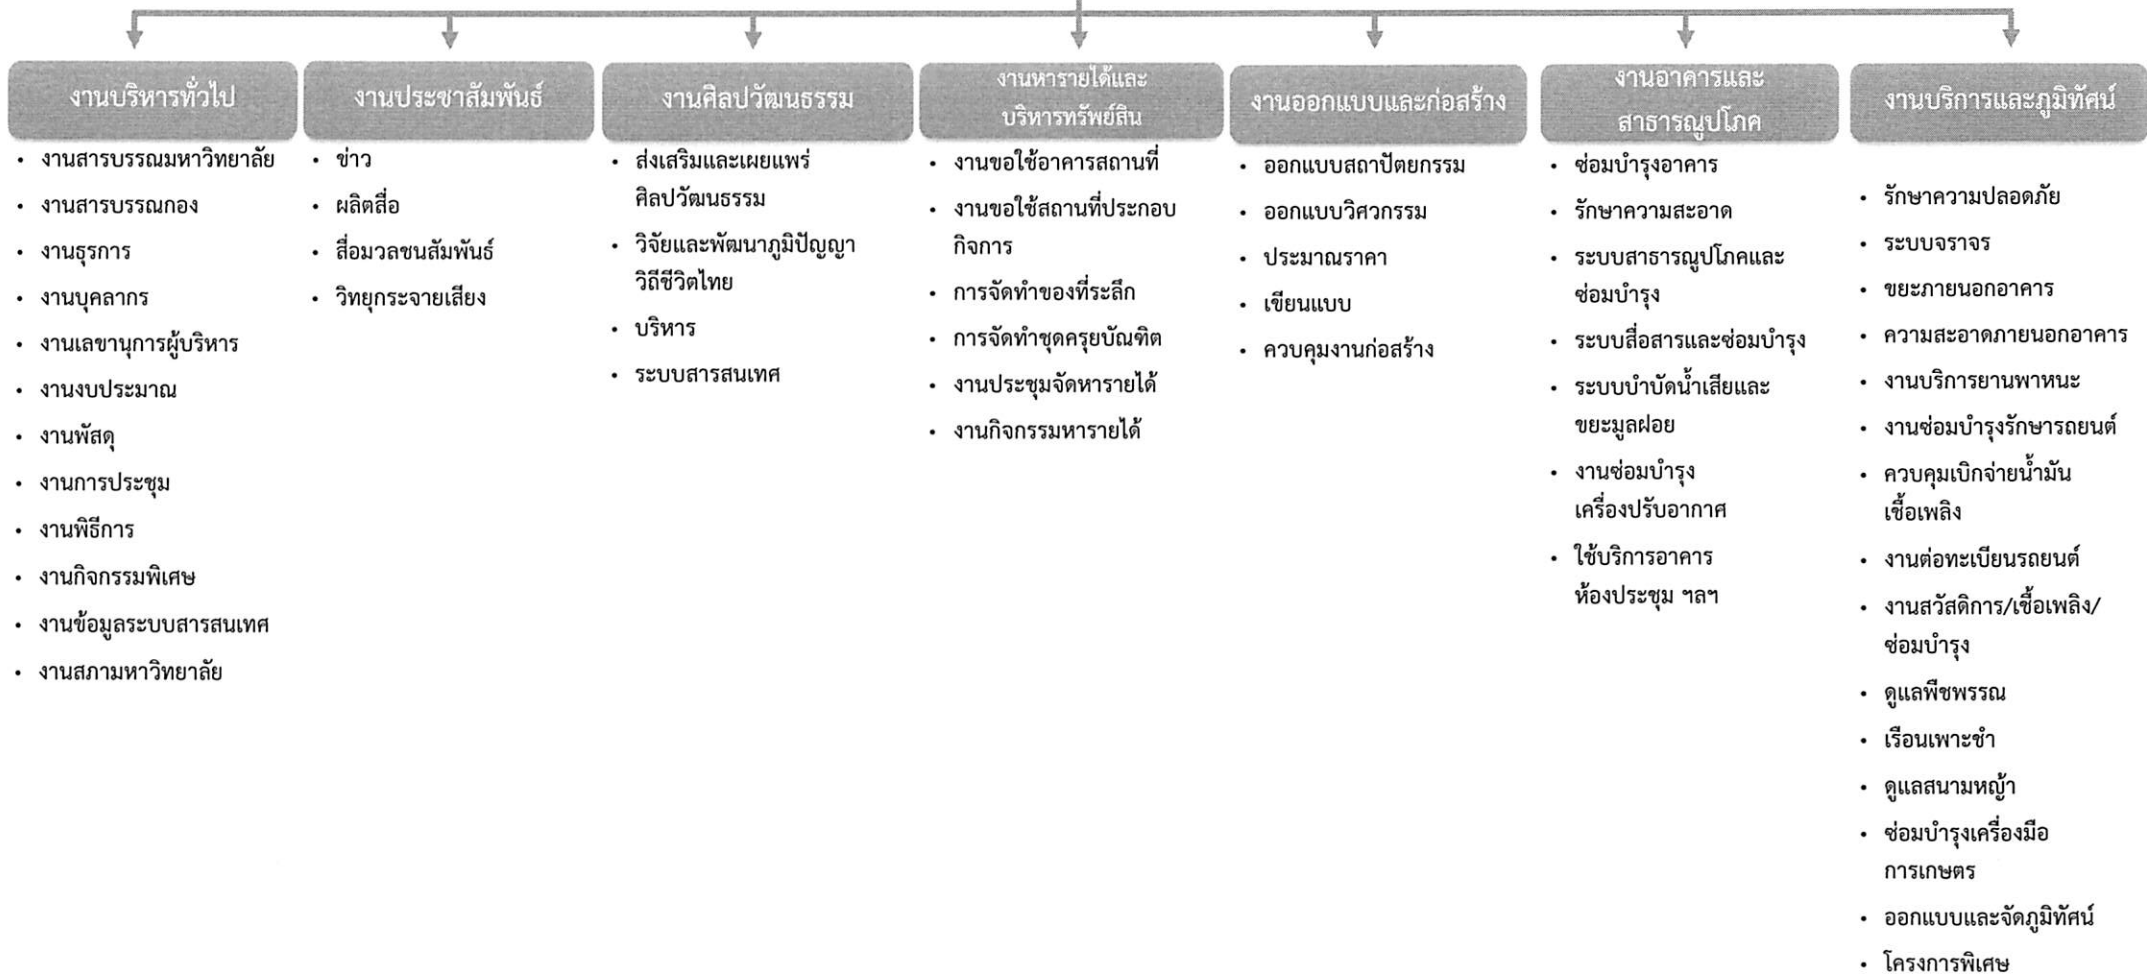 งานบริหารทั่วไป
• งานสารบรรณมหาวิทยาลัย
• งานสารบรรณกอง
• งานธุรการ
• งานบุคลากร
• งานเลขานุการผู้บริหาร
• งานงบประมาณ
• งานพัสดุ
• งานการประชุม
• งานพิธีการ
• งานกิจกรรมพิเศษ
• งานข้อมูลระบบสารสนเทศ
• งานสภามหาวิทยาลัย
งานประชาสัมพันธ์
• ข่าว
• ผลิตสื่อ
• สื่อมวลชนสัมพันธ์
• วิทยุกระจายเสียง
งานศิลปวัฒนธรรม
• ส่งเสริมและเผยแพร่
ศิลปวัฒนธรรม
• วิจัยและพัฒนาภูมิปัญญา
วิถีชีวิตไทย
• บริหาร
• ระบบสารสนเทศ
งานหารายได้และ
บริหารทรัพย์สิน
• งานขอใช้อาคารสถานที่
• งานขอใช้สถานที่ประกอบ
กิจการ
• การจัดทำของที่ระลึก
• การจัดทำชุดครุยบัณฑิต
• งานประชุมจัดหารายได้
• งานกิจกรรมหารายได้
งานออกแบบและก่อสร้าง
• ออกแบบสถาปัตยกรรม
• ออกแบบวิศวกรรม
• ประมาณราคา
• เขียนแบบ
• ควบคุมงานก่อสร้าง
งานอาคารและ
สาธารณูปโภค
• ซ่อมบำรุงอาคาร
• รักษาความสะอาด
• ระบบสาธารณูปโภคและ
ซ่อมบำรุง
• ระบบสื่อสารและซ่อมบำรุง
• ระบบบำบัดน้ำเสียและ
ขยะมูลฝอย
• งานซ่อมบำรุง
เครื่องปรับอากาศ
• ใช้บริการอาคาร
ห้องประชุม ฯลฯ
งานบริการและภูมิทัศน์
• รักษาความปลอดภัย
• ระบบจราจร
• ขยะภายนอกอาคาร
• ความสะอาดภายนอกอาคาร
• งานบริการยานพาหนะ
• งานซ่อมบำรุงรักษารถยนต์
• ควบคุมเบิกจ่ายน้ำมัน
เชื้อเพลิง
• งานต่อทะเบียนรถยนต์
• งานสวัสดิการ/เชื้อเพลิง/
ซ่อมบำรุง
• ดูแลพืชพรรณ
• เรือนเพาะชำ
• ดูแลสนามหญ้า
• ซ่อมบำรุงเครื่องมือ
การเกษตร
• ออกแบบและจัดภูมิทัศน์
• โครงการพิเศษ